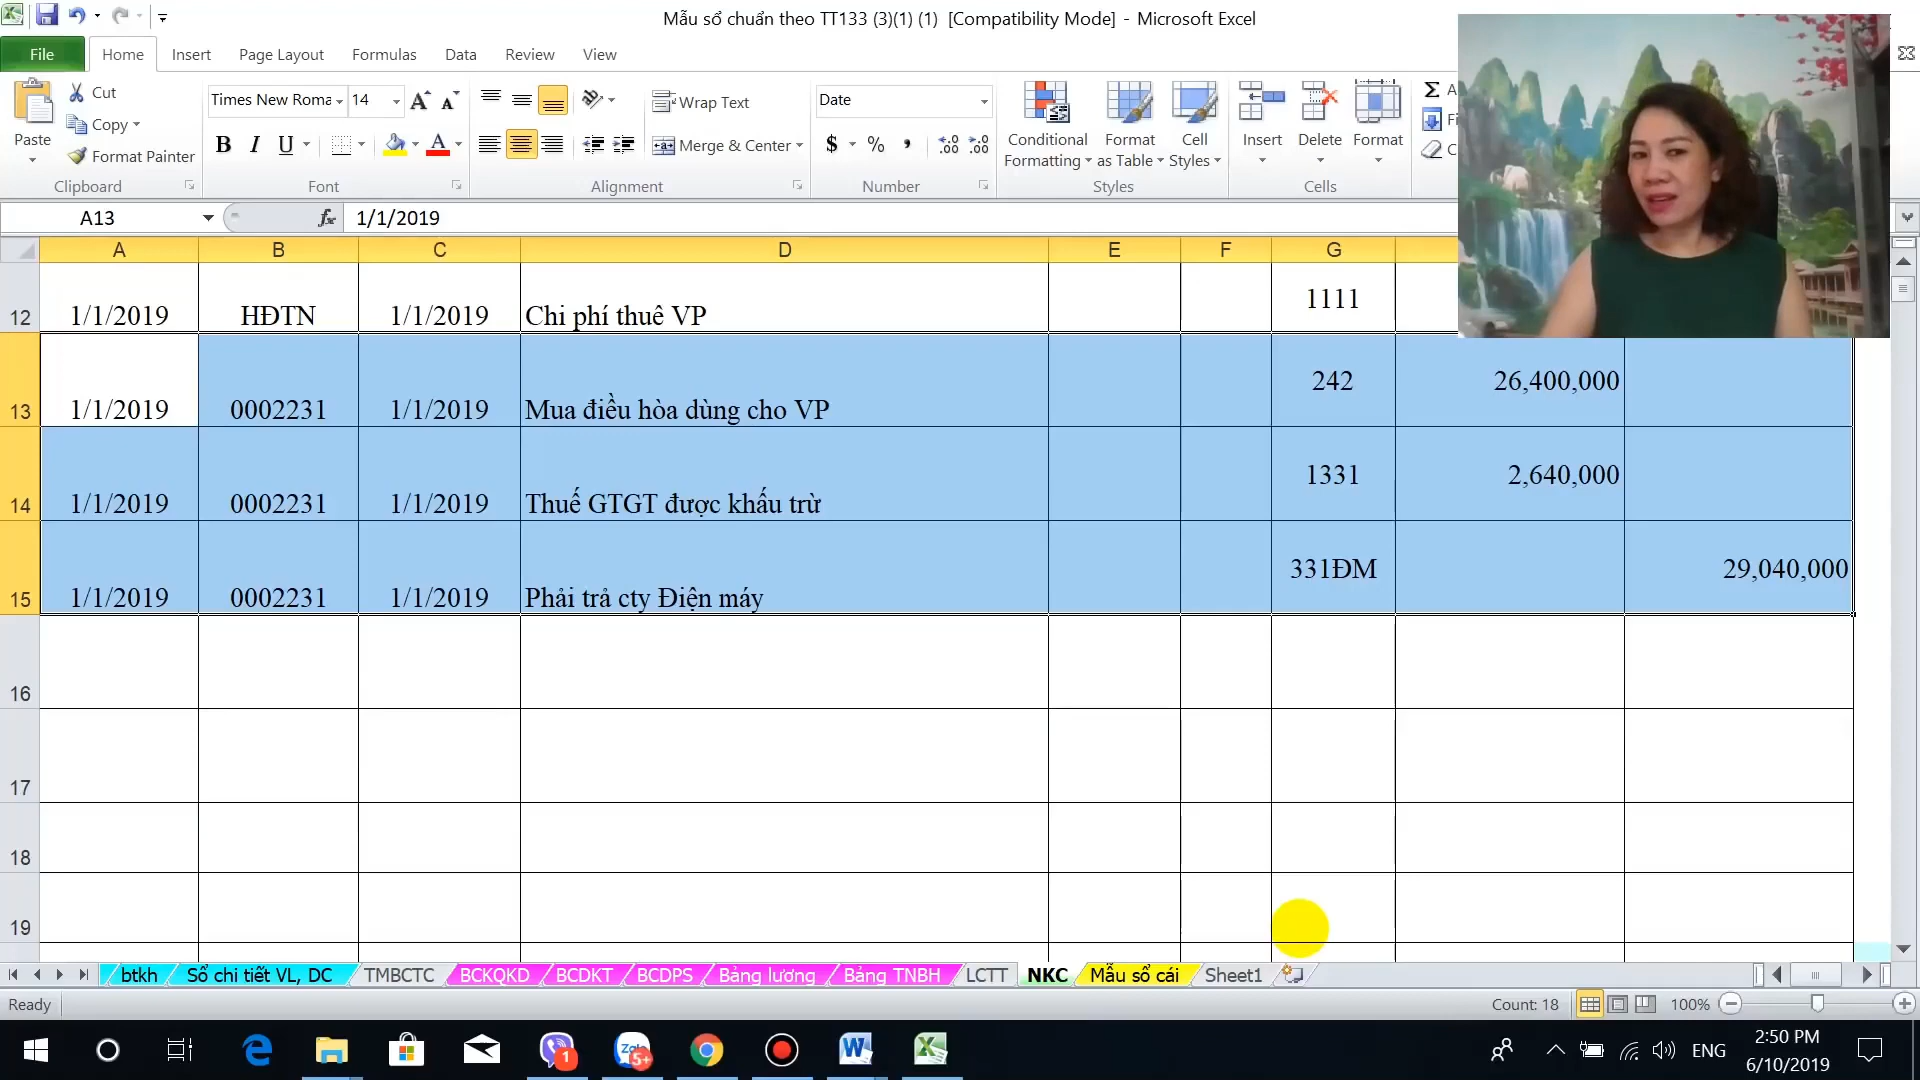 Mẫu sổ chuẩn theo TT133 (3)(1) (1) [Compatibility Mode] - Microsoft Excel
File Home Insert Page Layout Formulas Data Review View
Paste
Cut
Copy
Format Painter
Clipboard
Times New Roma 14
B I U
Font
Wrap Text
Merge & Center
Alignment
Date
$ % ,
Number
Conditional Formatting
Format as Table
Cell Styles
Styles
Insert Delete Format
Cells
A13 fx 1/1/2019
A B C D E F G
12 1/1/2019 HĐTN 1/1/2019 Chi phí thuê VP 1111
13 1/1/2019 0002231 1/1/2019 Mua điều hòa dùng cho VP 242 26,400,000
14 1/1/2019 0002231 1/1/2019 Thuế GTGT được khấu trừ 1331 2,640,000
15 1/1/2019 0002231 1/1/2019 Phải trả cty Điện máy 331ĐM 29,040,000
16
17
18
19
btkh Sổ chi tiết VL, DC TMBCTC BCKQKD BCDKT BCDPS Bảng lương Bảng TNBH LCTT NKC Mẫu sổ cái Sheet1
Ready Count: 18 100%
1 Zalo 5+ ENG 2:50 PM
6/10/2019